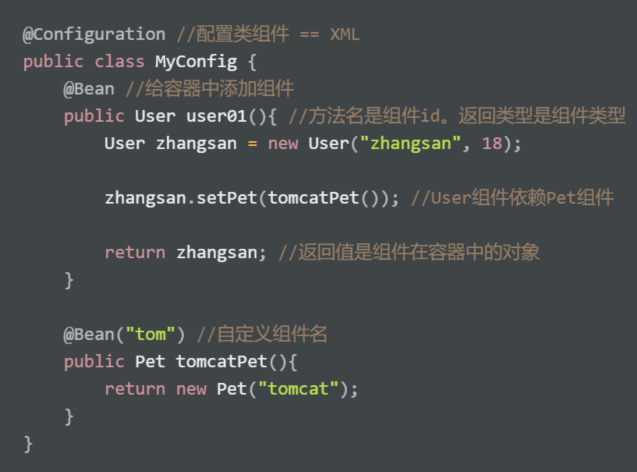 @Configuration //配置类组件 == XML
public class MyConfig {
@Bean //给容器中添加组件
public User user01(){ //方法名是组件id。返回类型是组件类型
User zhangsan = new User("zhangsan", 18);
zhangsan.setPet(tomcatPet()); //User组件依赖Pet组件
return zhangsan; //返回值是组件在容器中的对象
}
@Bean("tom") //自定义组件名
public Pet tomcatPet(){
return new Pet("tomcat");
}
}